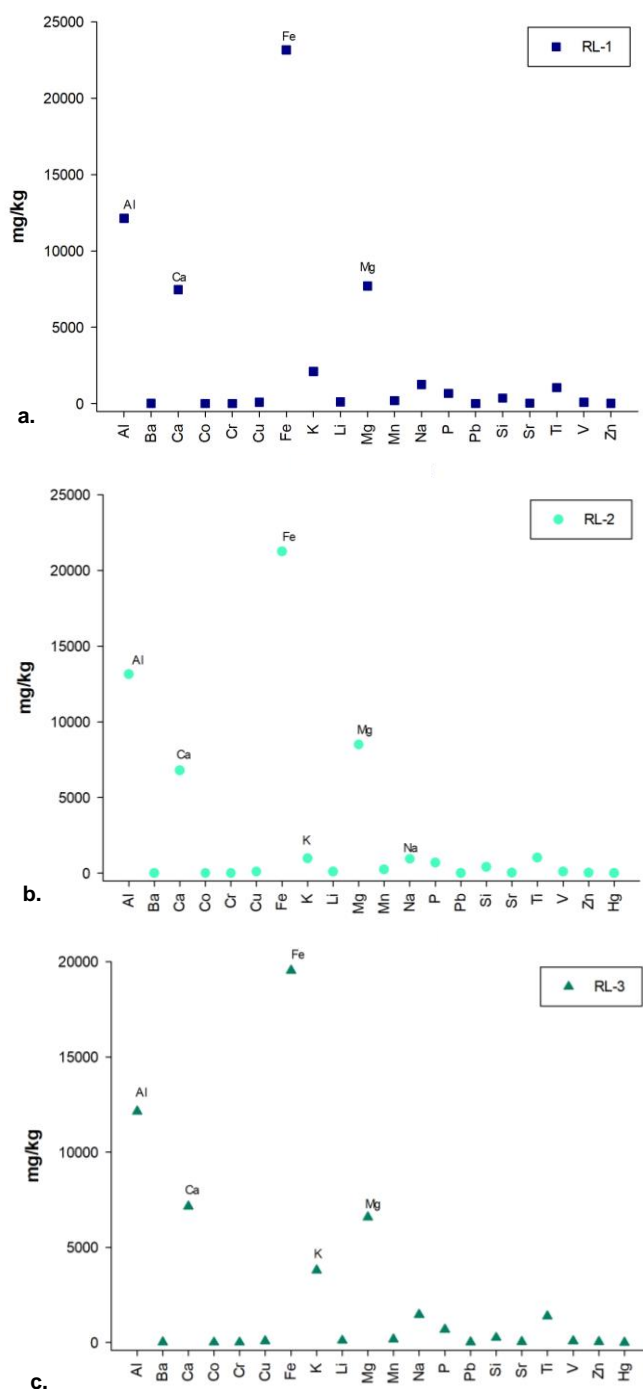 25000
Fe
RL-1
20000
15000
mg/kg
Al
10000
Ca
Mg
5000
0
a.
Al Ba Ca Co Cr Cu Fe K Li Mg Mn Na P Pb Si Sr Ti V Zn
25000
RL-2
Fe
20000
15000
mg/kg
Al
10000
Mg
Ca
5000
K
Na
0
b.
Al Ba Ca Co Cr Cu Fe K Li Mg Mn Na P Pb Si Sr Ti V Zn Hg
20000
Fe
RL-3
15000
mg/kg
Al
10000
Ca
Mg
5000
K
0
Al Ba Ca Co Cr Cu Fe K Li Mg Mn Na P Pb Si Sr Ti V Zn Hg
c.